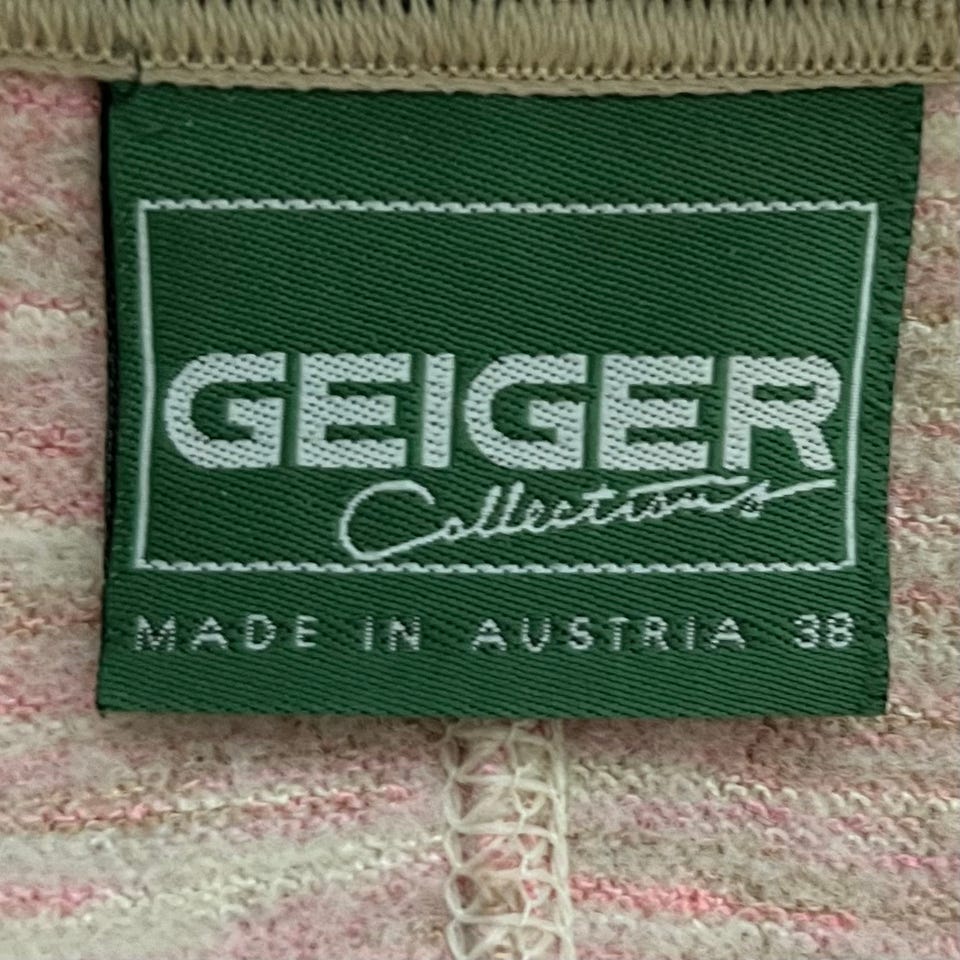 GEIGER
Collections
MADE IN AUSTRIA 38